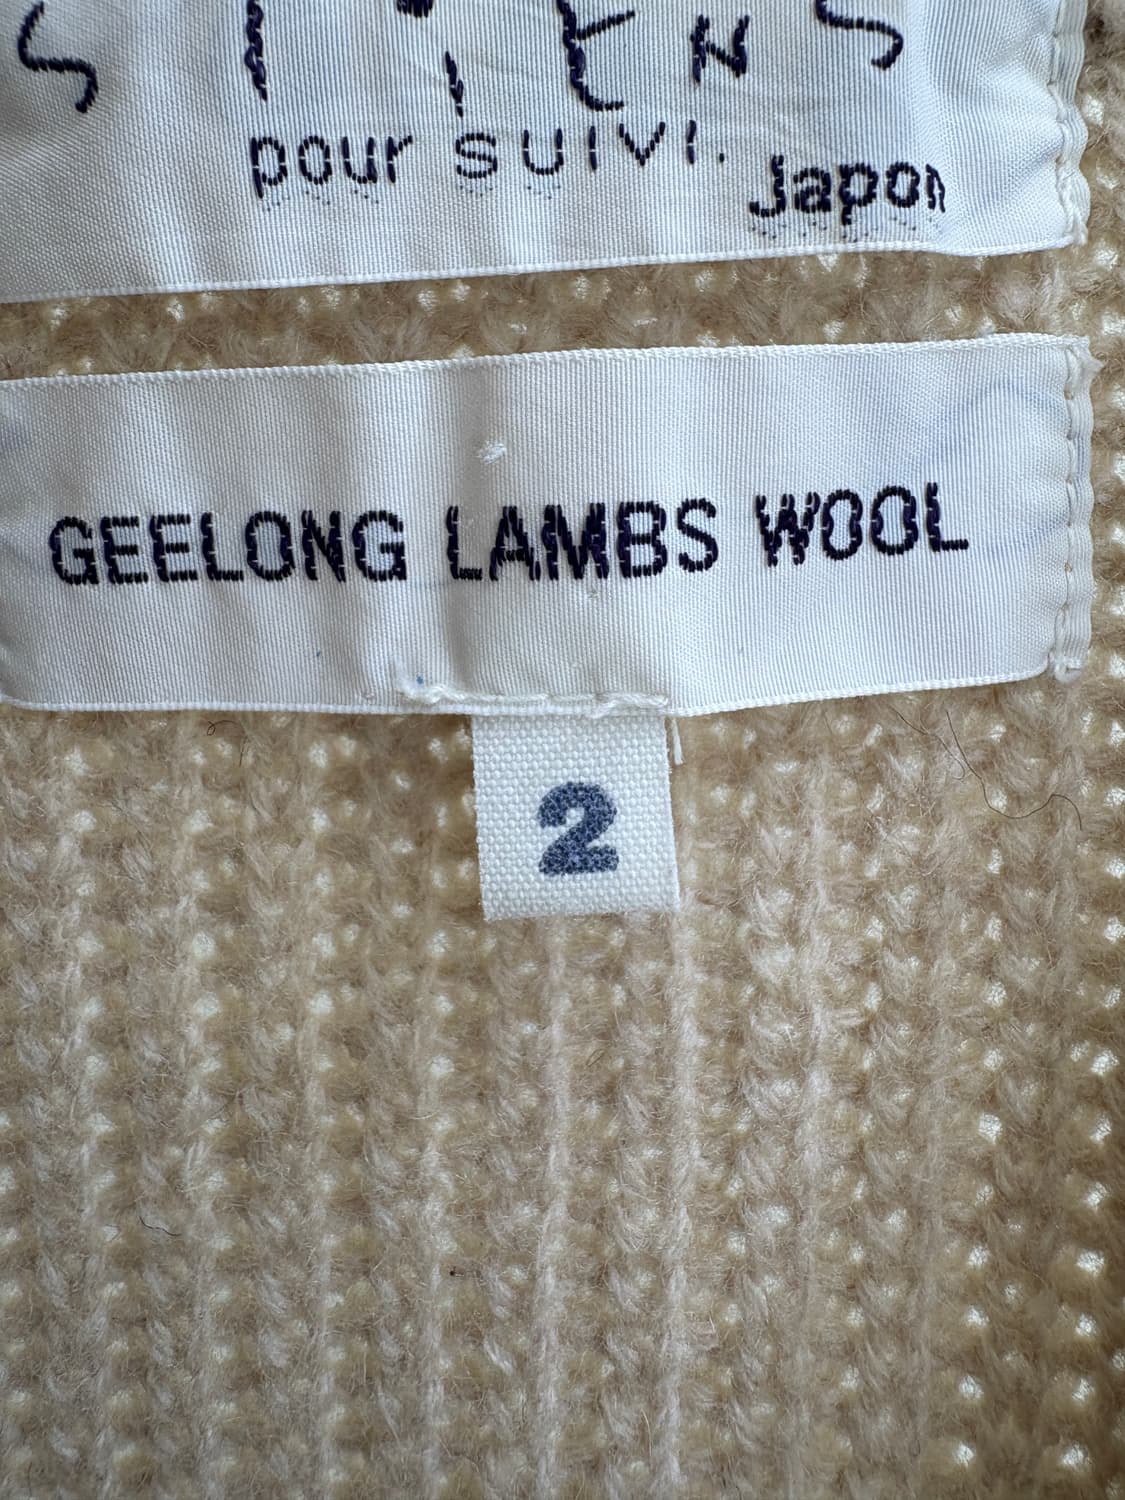 pour suivi.
Japon
GEELONG LAMBS WOOL
2